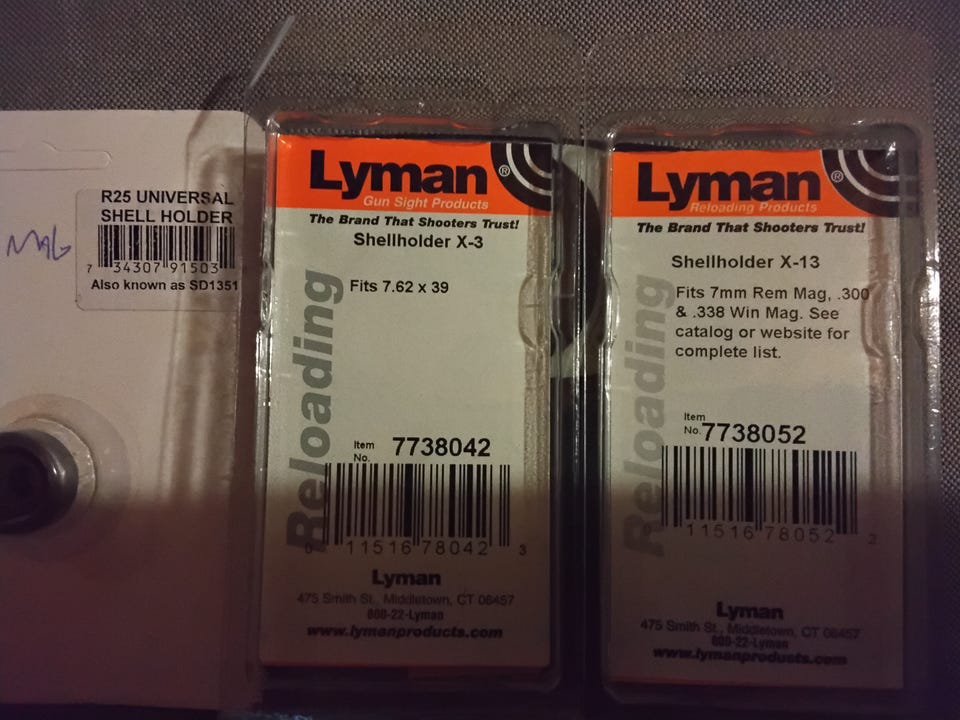 MAG
R25 UNIVERSAL
SHELL HOLDER
7 34307 91503
Also known as SD1351
Lyman®
Gun Sight Products
The Brand That Shooters Trust!
Shellholder X-3
Fits 7.62 x 39
Reloading
Item No. 7738042
0 11516 78042 3
Lyman
475 Smith St., Middletown, CT 06457
800-22-Lyman
www.lymanproducts.com
Lyman®
Reloading Products
The Brand That Shooters Trust!
Shellholder X-13
Fits 7mm Rem Mag, .300
& .338 Win Mag. See
catalog or website for
complete list.
Reloading
Item No. 7738052
0 11516 78052 2
Lyman
475 Smith St., Middletown, CT 06457
800-22-Lyman
www.lymanproducts.com